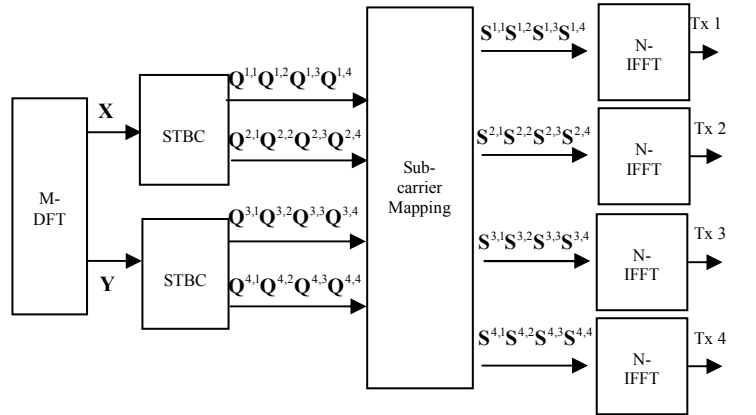 M-
DFT
X
Y
STBC
STBC
Q^{1,1}Q^{1,2}Q^{1,3}Q^{1,4}
Q^{2,1}Q^{2,2}Q^{2,3}Q^{2,4}
Q^{3,1}Q^{3,2}Q^{3,3}Q^{3,4}
Q^{4,1}Q^{4,2}Q^{4,3}Q^{4,4}
Sub-
carrier
Mapping
S^{1,1}S^{1,2}S^{1,3}S^{1,4}
N-
IFFT
Tx 1
S^{2,1}S^{2,2}S^{2,3}S^{2,4}
N-
IFFT
Tx 2
S^{3,1}S^{3,2}S^{3,3}S^{3,4}
N-
IFFT
Tx 3
S^{4,1}S^{4,2}S^{4,3}S^{4,4}
N-
IFFT
Tx 4